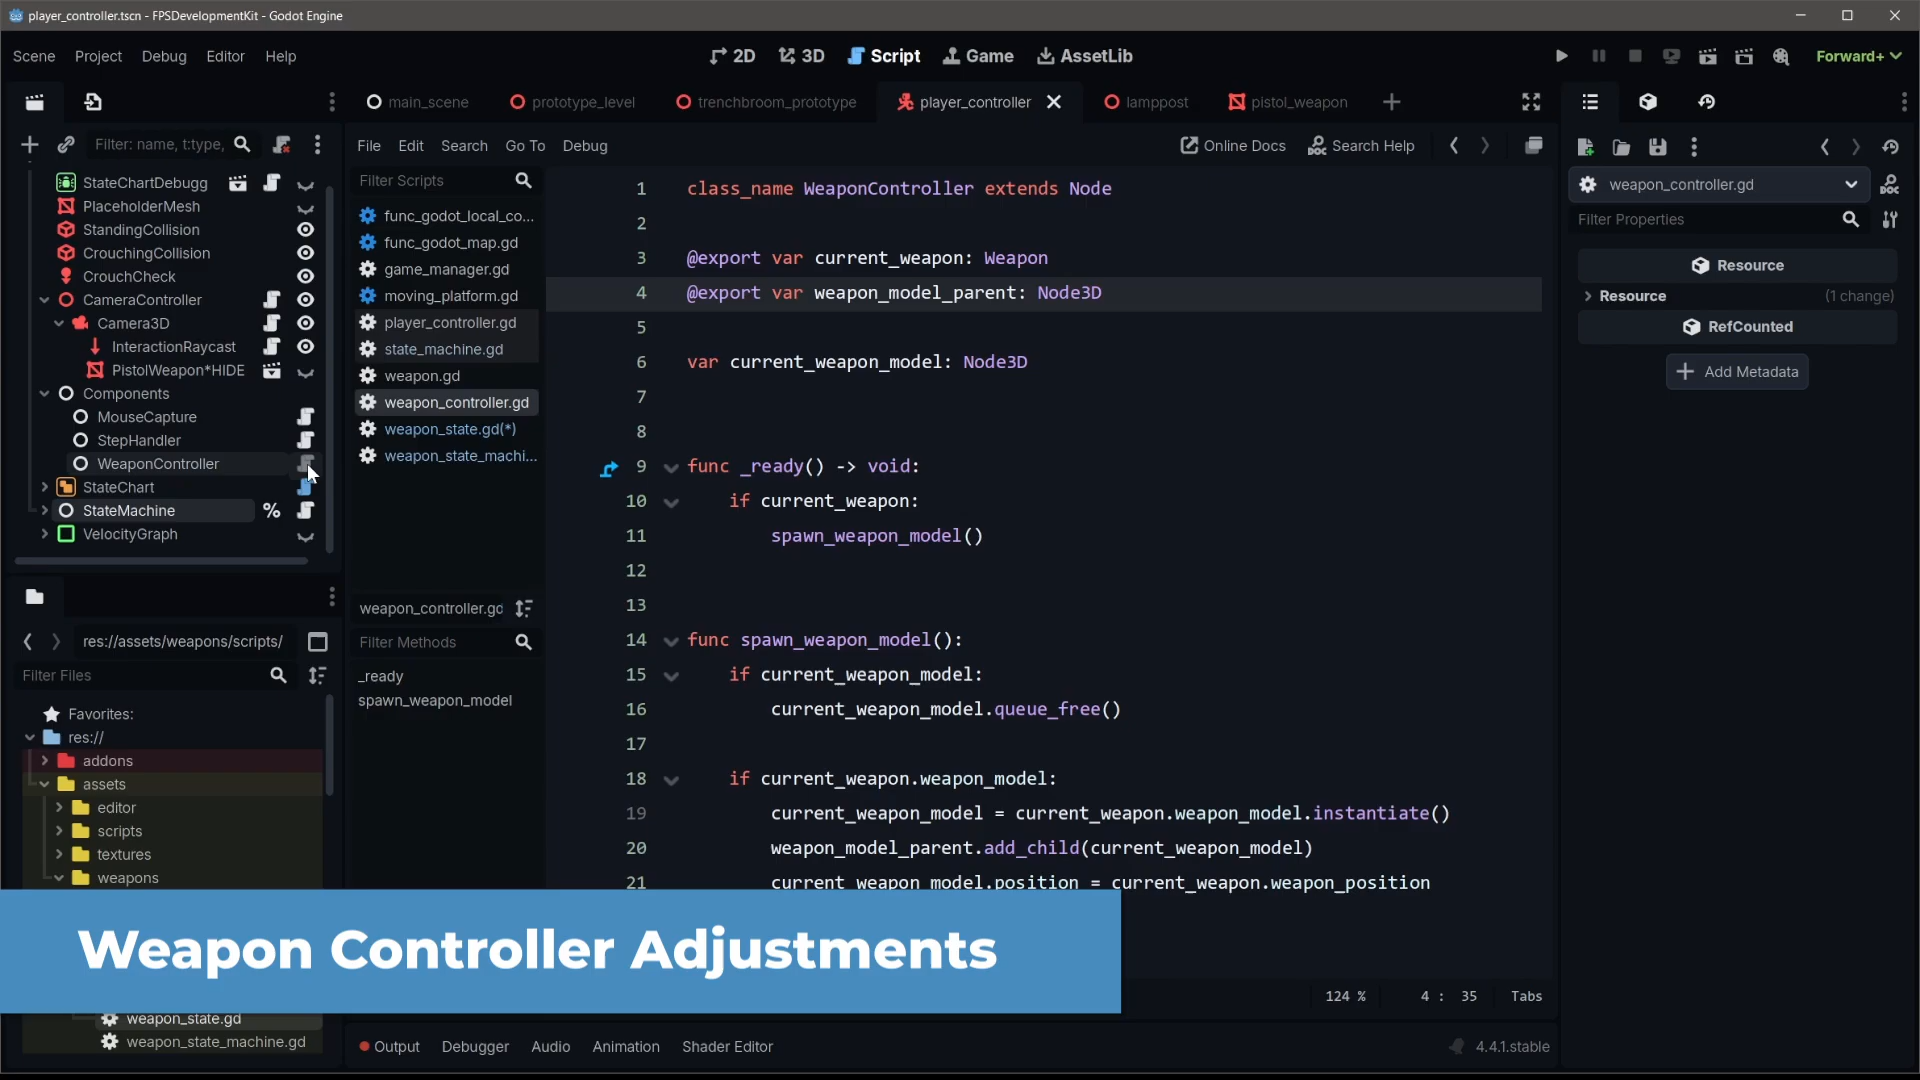 player_controller.tscn - FPSDevelopmentKit - Godot Engine
Scene Project Debug Editor Help
2D 3D Script Game AssetLib
Forward+
main_scene prototype_level trenchbroom_prototype player_controller lamppost pistol_weapon
Filter: name, t:type,
StateChartDebugg
PlaceholderMesh
StandingCollision
CrouchingCollision
CrouchCheck
CameraController
Camera3D
InteractionRaycast
PistolWeapon*HIDE
Components
MouseCapture
StepHandler
WeaponController
StateChart
StateMachine %
VelocityGraph
res://assets/weapons/scripts/
Filter Files
Favorites:
res://
addons
assets
editor
scripts
textures
weapons
weapon_state.gd
weapon_state_machine.gd
File Edit Search Go To Debug
Online Docs Search Help
Filter Scripts
func_godot_local_co...
func_godot_map.gd
game_manager.gd
moving_platform.gd
player_controller.gd
state_machine.gd
weapon.gd
weapon_controller.gd
weapon_state.gd(*)
weapon_state_machi...
weapon_controller.gd
Filter Methods
_ready
spawn_weapon_model
1 class_name WeaponController extends Node
2
3 @export var current_weapon: Weapon
4 @export var weapon_model_parent: Node3D
5
6 var current_weapon_model: Node3D
7
8
9 func _ready() -> void:
10 if current_weapon:
11 spawn_weapon_model()
12
13
14 func spawn_weapon_model():
15 if current_weapon_model:
16 current_weapon_model.queue_free()
17
18 if current_weapon.weapon_model:
19 current_weapon_model = current_weapon.weapon_model.instantiate()
20 weapon_model_parent.add_child(current_weapon_model)
21 current_weapon_model.position = current_weapon.weapon_position
124 % 4 : 35 Tabs
Output Debugger Audio Animation Shader Editor
4.4.1.stable
weapon_controller.gd
Filter Properties
Resource
Resource (1 change)
RefCounted
Add Metadata
Weapon Controller Adjustments